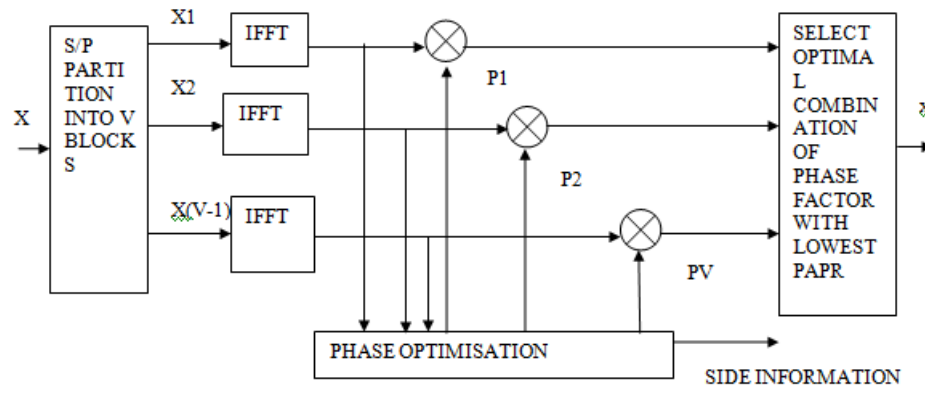 X
S/P
PARTI
TION
INTO V
BLOCK
S
X1
X2
X(V-1)
IFFT
IFFT
IFFT
P1
P2
PV
PHASE OPTIMISATION
SIDE INFORMATION
SELECT
OPTIMA
L
COMBIN
ATION
OF
PHASE
FACTOR
WITH
LOWEST
PAPR